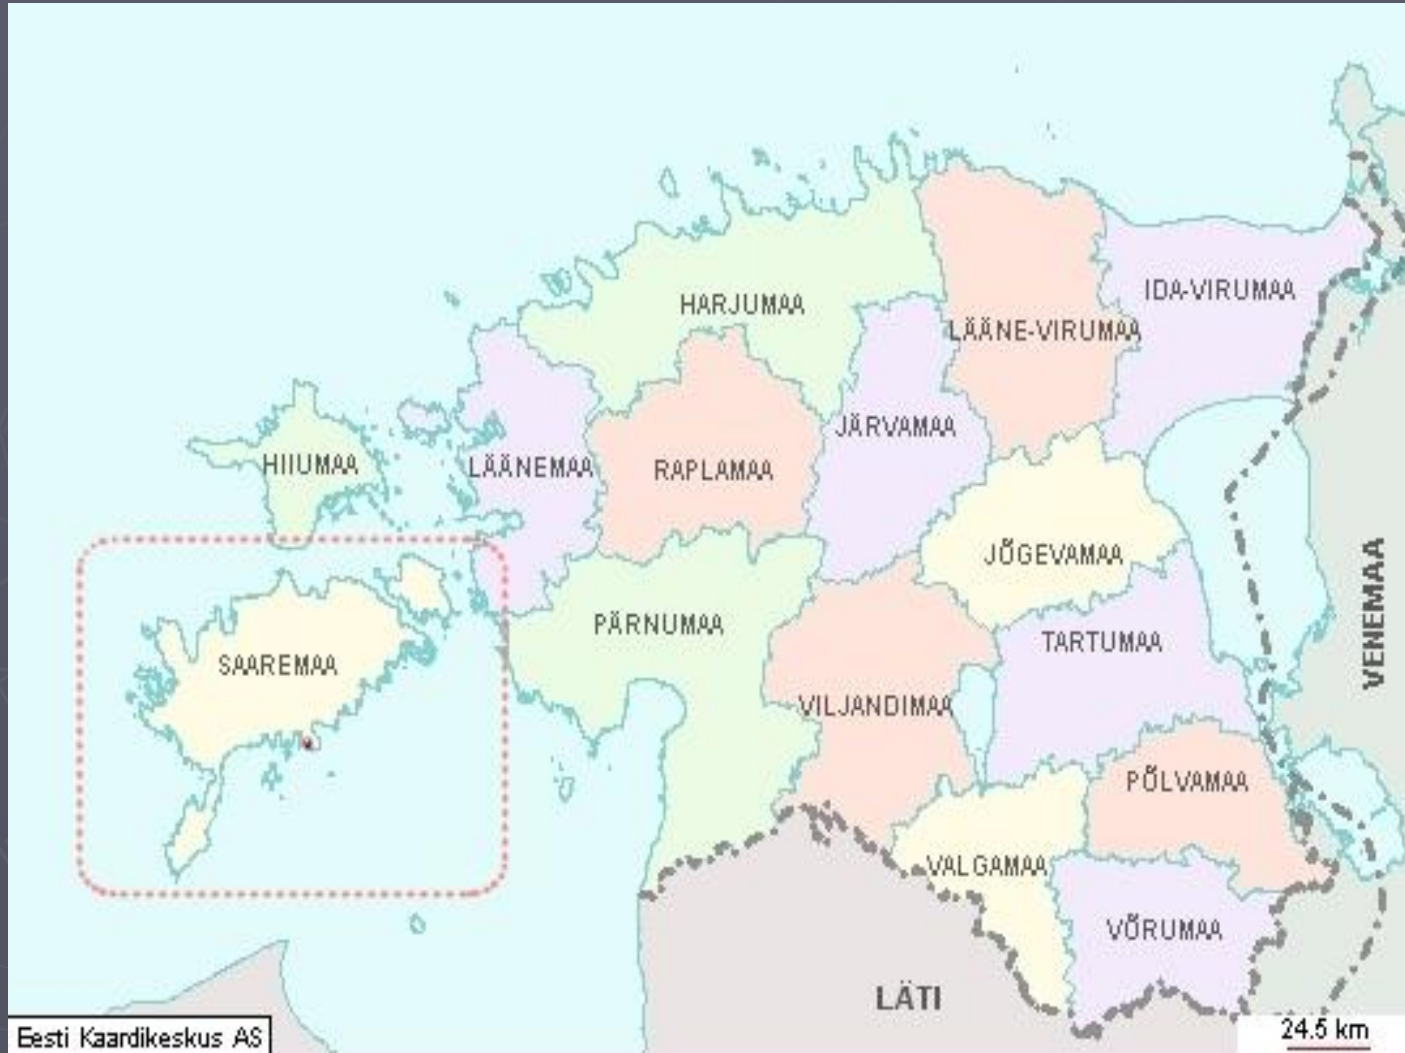 IDA-VIRUMAA
HARJUMAA
LÄÄNE-VIRUMAA
JÄRVAMAA
HIIUMAA
LÄÄNEMAA
RAPLAMAA
JÕGEVAMAA
VENEMAA
PÄRNUMAA
TARTUMAA
SAAREMAA
VILJANDIMAA
PÕLVAMAA
VALGAMAA
VÕRUMAA
LÄTI
Eesti Kaardikeskus AS
24.5 km